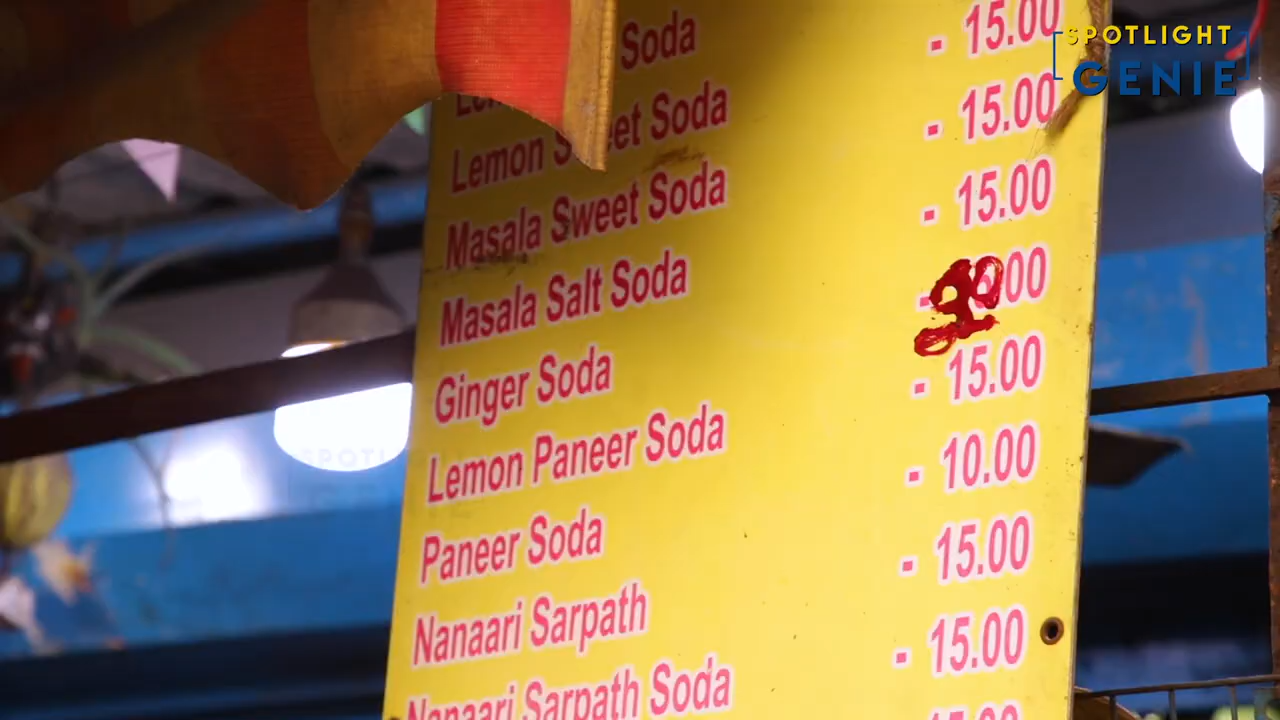 SPOTLIGHT
GENIE
Soda
Lemon Sweet Soda - 15.00
Masala Sweet Soda - 15.00
Masala Salt Soda - 15.00
Ginger Soda -
Lemon Paneer Soda - 15.00
Paneer Soda - 10.00
Nanaari Sarpath - 15.00
Nanaari Sarpath Soda - 15.00
15.00